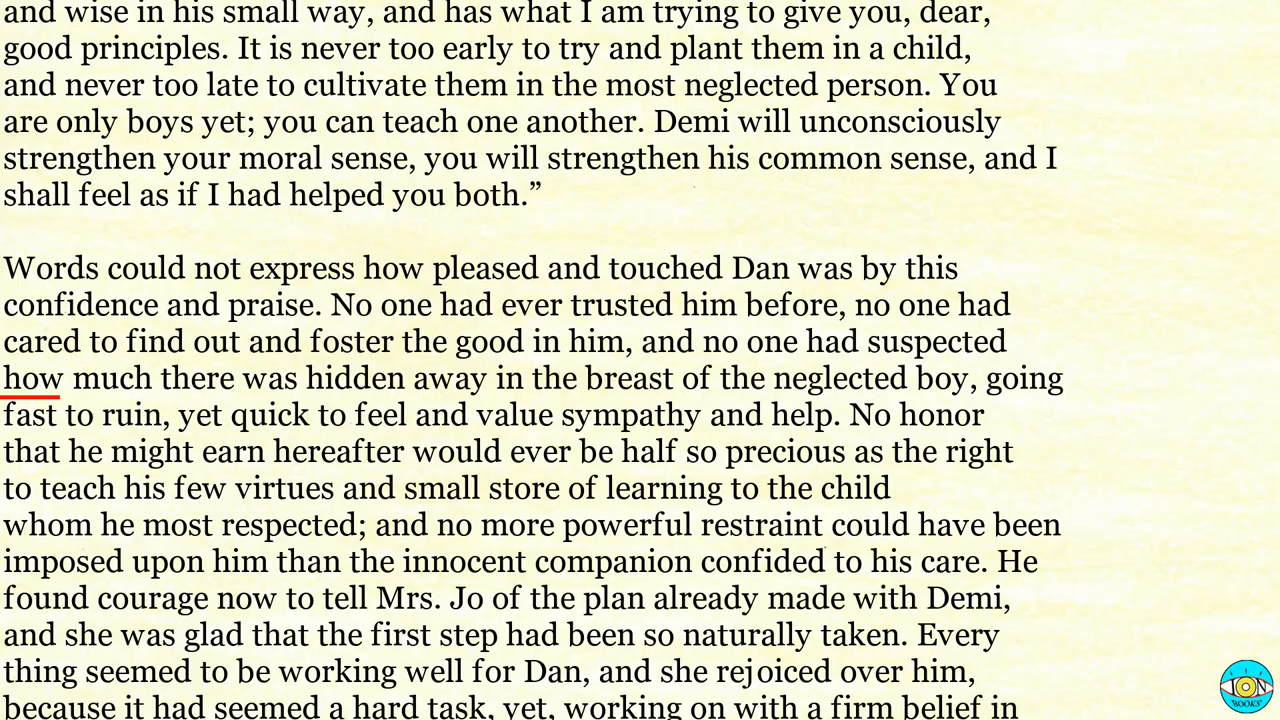 and wise in his small way, and has what I am trying to give you, dear,
good principles. It is never too early to try and plant them in a child,
and never too late to cultivate them in the most neglected person. You
are only boys yet; you can teach one another. Demi will unconsciously
strengthen your moral sense, you will strengthen his common sense, and I
shall feel as if I had helped you both.”
Words could not express how pleased and touched Dan was by this
confidence and praise. No one had ever trusted him before, no one had
cared to find out and foster the good in him, and no one had suspected
how much there was hidden away in the breast of the neglected boy, going
fast to ruin, yet quick to feel and value sympathy and help. No honor
that he might earn hereafter would ever be half so precious as the right
to teach his few virtues and small store of learning to the child
whom he most respected; and no more powerful restraint could have been
imposed upon him than the innocent companion confided to his care. He
found courage now to tell Mrs. Jo of the plan already made with Demi,
and she was glad that the first step had been so naturally taken. Every
thing seemed to be working well for Dan, and she rejoiced over him,
because it had seemed a hard task, yet, working on with a firm belief in
ION
BOOKS